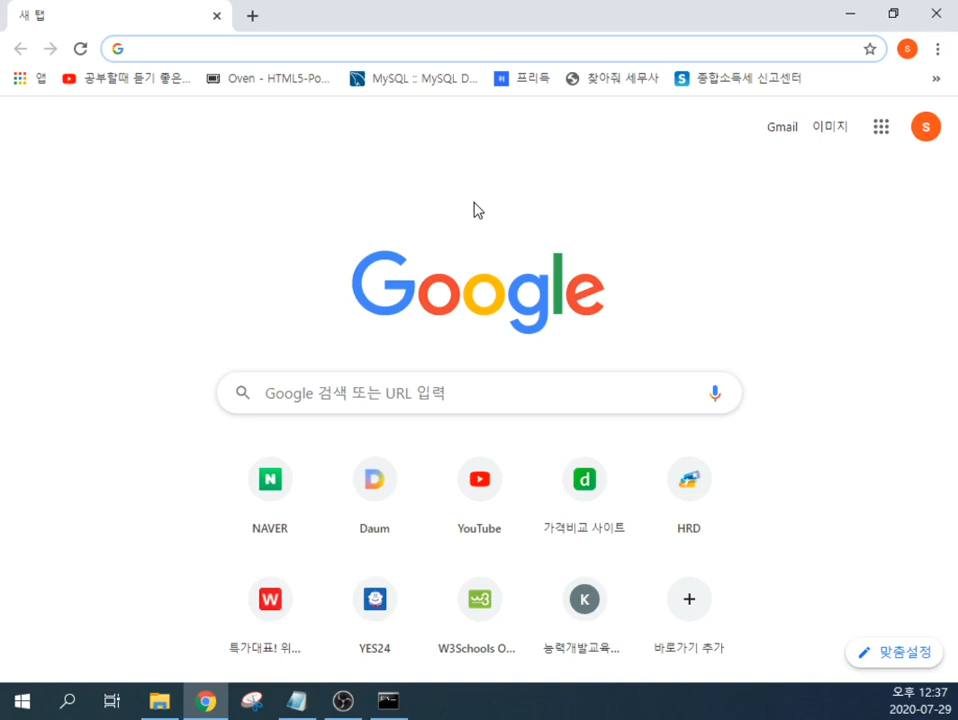 새 탭
앱 공부할때 듣기 좋은... Oven - HTML5-Po... MySQL :: MySQL D... 프리득 찾아줘 세무사 종합소득세 신고센터 »
Gmail 이미지 S
Google
Google 검색 또는 URL 입력
NAVER Daum YouTube 가격비교 사이트 HRD
특가대표! 위... YES24 W3Schools O... 능력개발교육... 바로가기 추가
맞춤설정
오후 12:37
2020-07-29